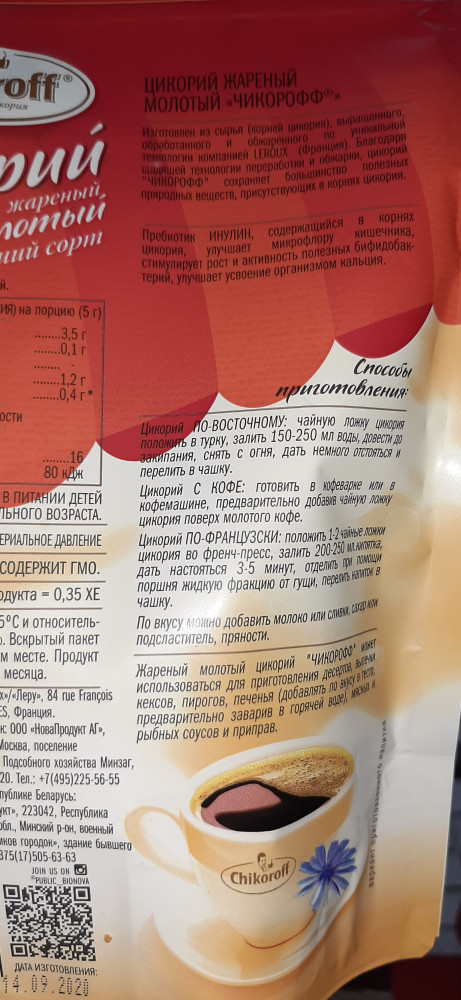 roff®
кория
рий
жареный,
лотый
ший сорт
й.
ИЯ) на порцию (5 г)
........3,5 г
........0,1 г
........ -
........1,2 г
........0,4 г*
ОСТИ
........16
80 кДж
В ПИТАНИИ ДЕТЕЙ
ЛЬНОГО ВОЗРАСТА.
ЕРИАЛЬНОЕ ДАВЛЕНИЕ
СОДЕРЖИТ ГМО.
одукта = 0,35 ХЕ
5°С и относитель-
о. Вскрытый пакет
м месте. Продукт
месяца.
х»/«Леру», 84 rue François
ES, Франция.
н: ООО «НоваПродукт АГ»,
Москва, поселение
Подсобного хозяйства Минзаг,
20. Тел.: +7(495)225-56-55
публике Беларусь:
укт», 223042, Республика
обл., Минский р-он, военный
мков городок», здание бывшего
375(17)505-63-63
JOIN US ON
®PUBLIC_BIONOVA
ДАТА ИЗГОТОВЛЕНИЯ:
14.09.2020
ЦИКОРИЙ ЖАРЕНЫЙ
МОЛОТЫЙ «ЧИКОРОФФ®»
Изготовлен из сырья (корней цикория), выращенного,
обработанного и обжаренного по уникальной
технологии компанией LEROUX (Франция). Благодаря
щадящей технологии переработки и обжарки, цикорий
"ЧИКОРОФФ" сохраняет большинство полезных
природных веществ, присутствующих в корнях цикория.
Пребиотик ИНУЛИН, содержащийся в корнях
цикория, улучшает микрофлору кишечника,
стимулирует рост и активность полезных бифидобак-
терий, улучшает усвоение организмом кальция.
Способы
приготовления:
Цикорий ПО-ВОСТОЧНОМУ: чайную ложку цикория
положить в турку, залить 150-250 мл воды, довести до
закипания, снять с огня, дать немного отстояться и
перелить в чашку.
Цикорий С КОФЕ: готовить в кофеварке или в
кофемашине, предварительно добавив чайную ложку
цикория поверх молотого кофе.
Цикорий ПО-ФРАНЦУЗСКИ: положить 1-2 чайные ложки
цикория во френч-пресс, залить 200-250 мл кипятка,
дать настояться 3-5 минут, отделить при помощи
поршня жидкую фракцию от гущи, перелить напиток в
чашку.
По вкусу можно добавить молоко или сливки, сахар или
подсластитель, пряности.
Жареный молотый цикорий "ЧИКОРОФФ" может
использоваться для приготовления десертов, выпечки
кексов, пирогов, печенья (добавлять по вкусу в тесто,
предварительно заварив в горячей воде), мясных и
рыбных соусов и приправ.
Chikoroff
вариант приготовленного напитка